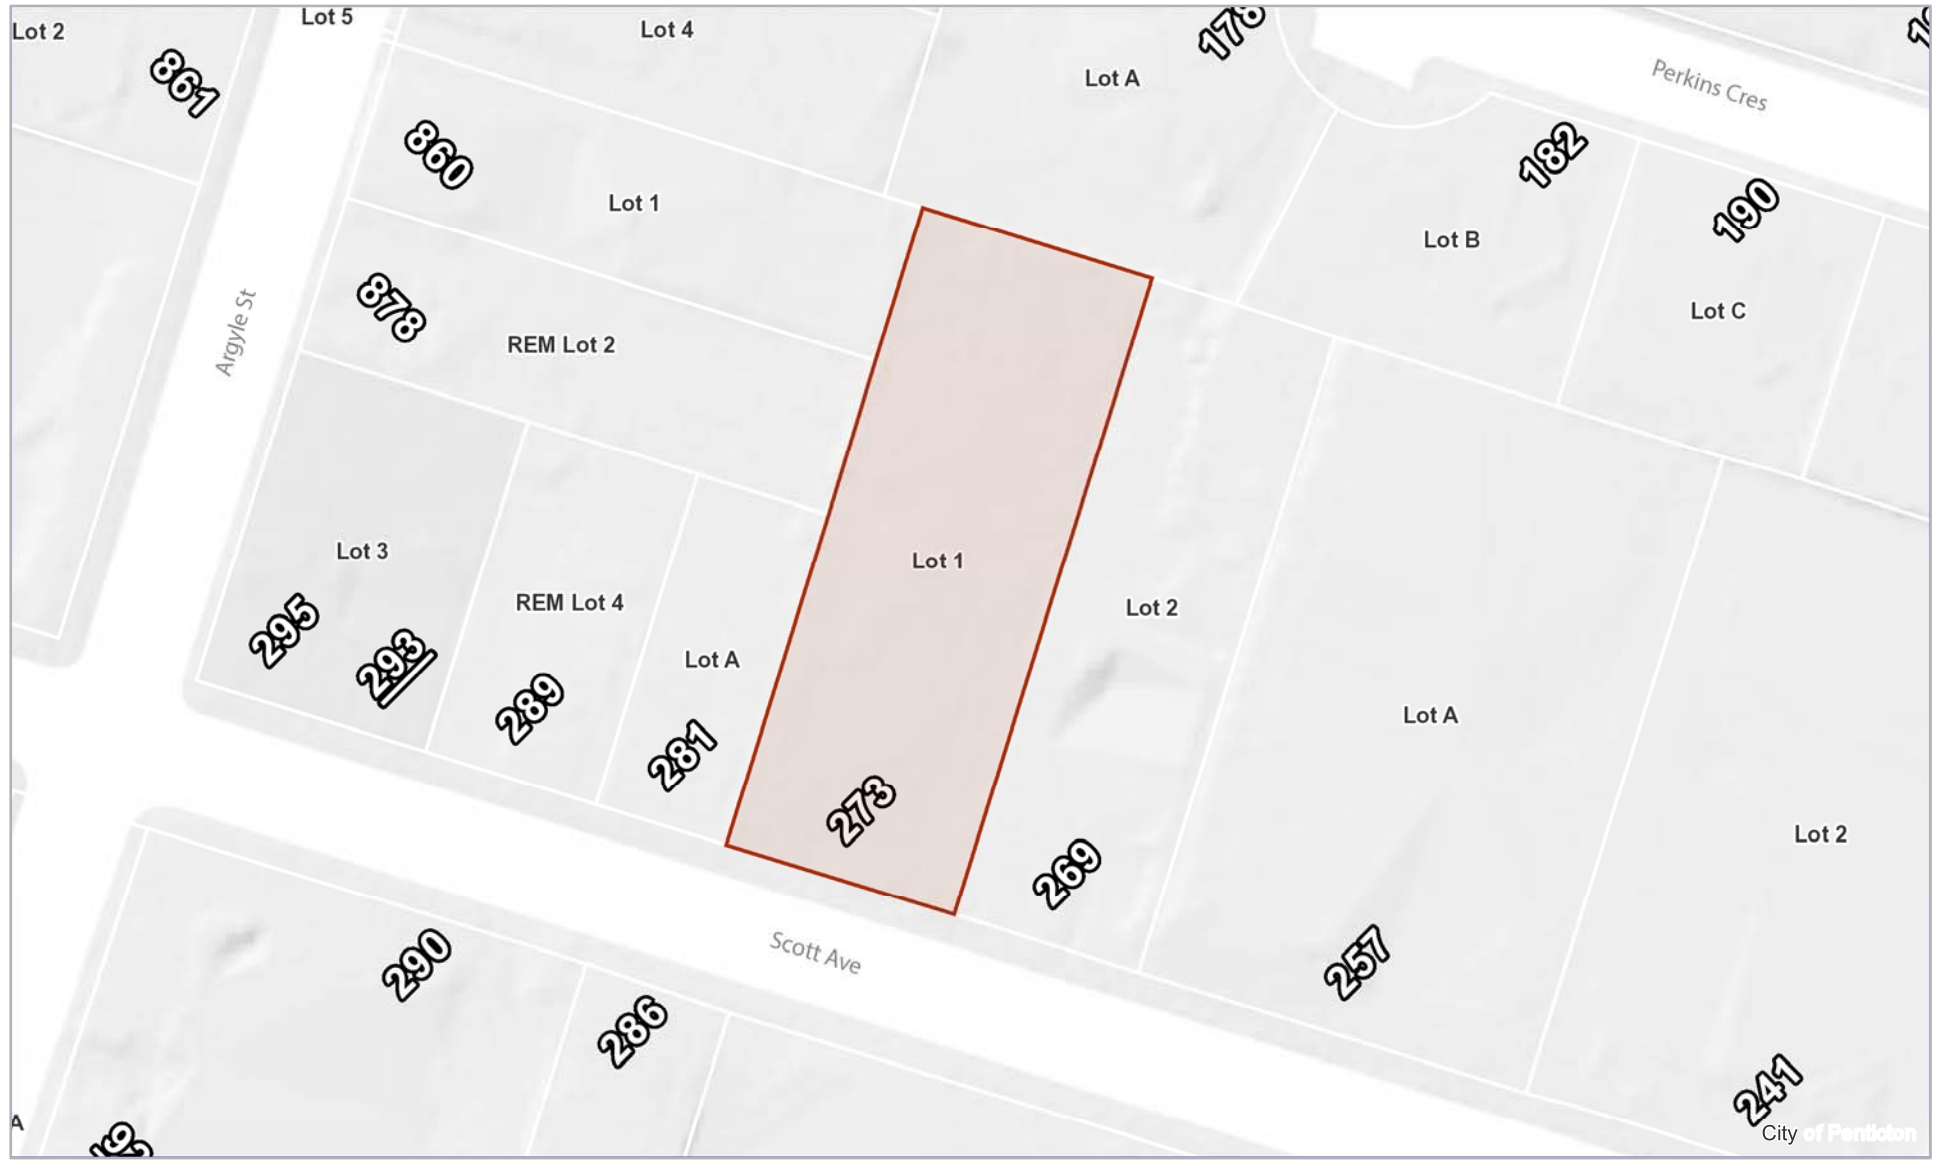 Lot 5
Lot 2
Lot 4
178
861
Lot A
Perkins Cres
860
182
190
Lot 1
Lot B
878
Lot C
REM Lot 2
Argyle St
Lot 3
Lot 1
REM Lot 4
Lot 2
295
293
Lot A
289
281
Lot A
273
269
Lot 2
Scott Ave
290
257
286
241
A
City of Penticton